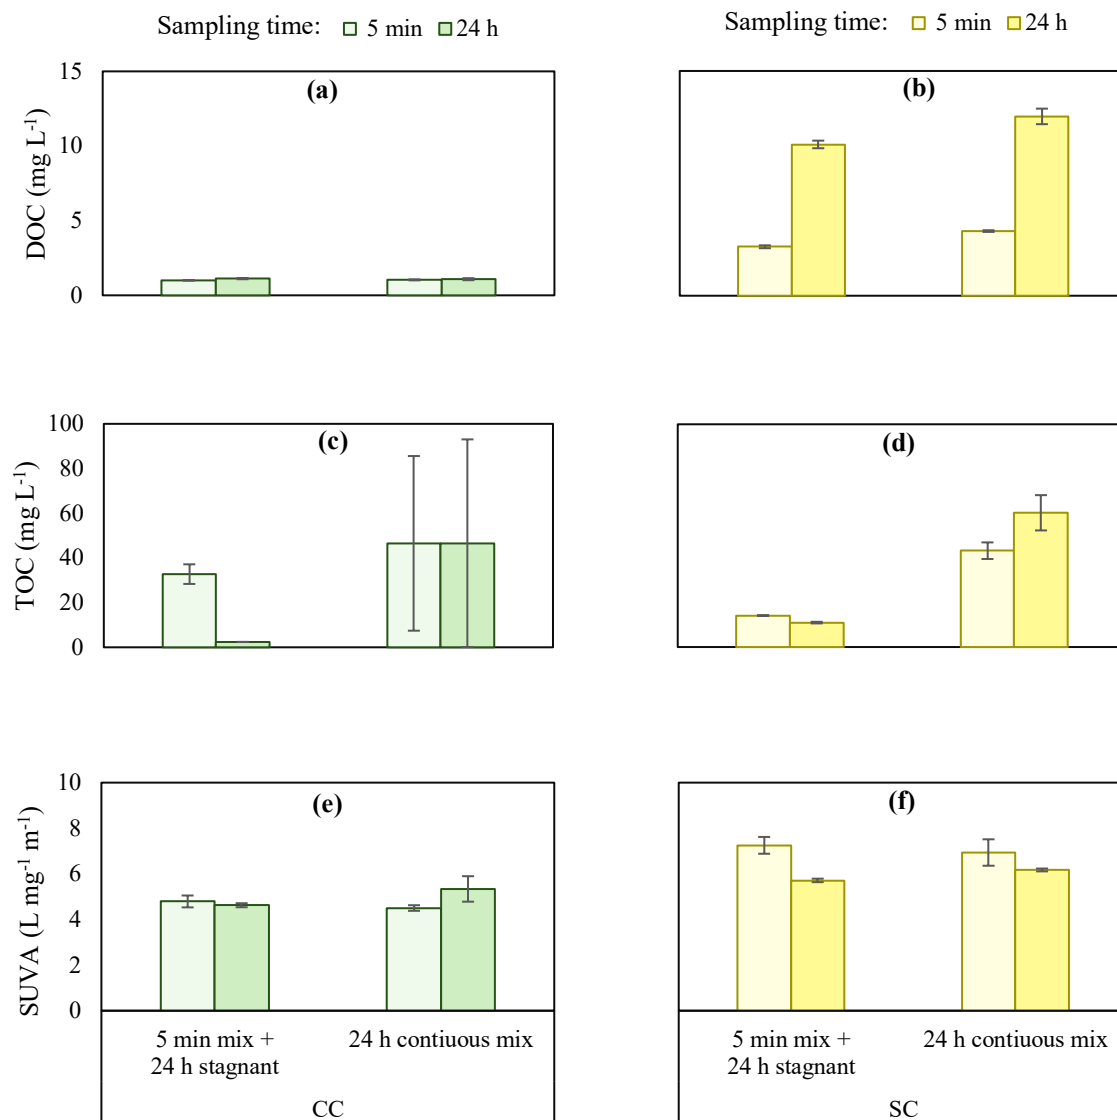 Sampling time: 5 min 24 h
Sampling time: 5 min 24 h
DOC (mg L⁻¹)
15
10
5
0
(a)
(b)
TOC (mg L⁻¹)
100
80
60
40
20
0
(c)
(d)
SUVA (L mg⁻¹ m⁻¹)
10
8
6
4
2
0
(e)
(f)
5 min mix +
24 h stagnant
24 h contiuous mix
CC
5 min mix +
24 h stagnant
24 h contiuous mix
SC